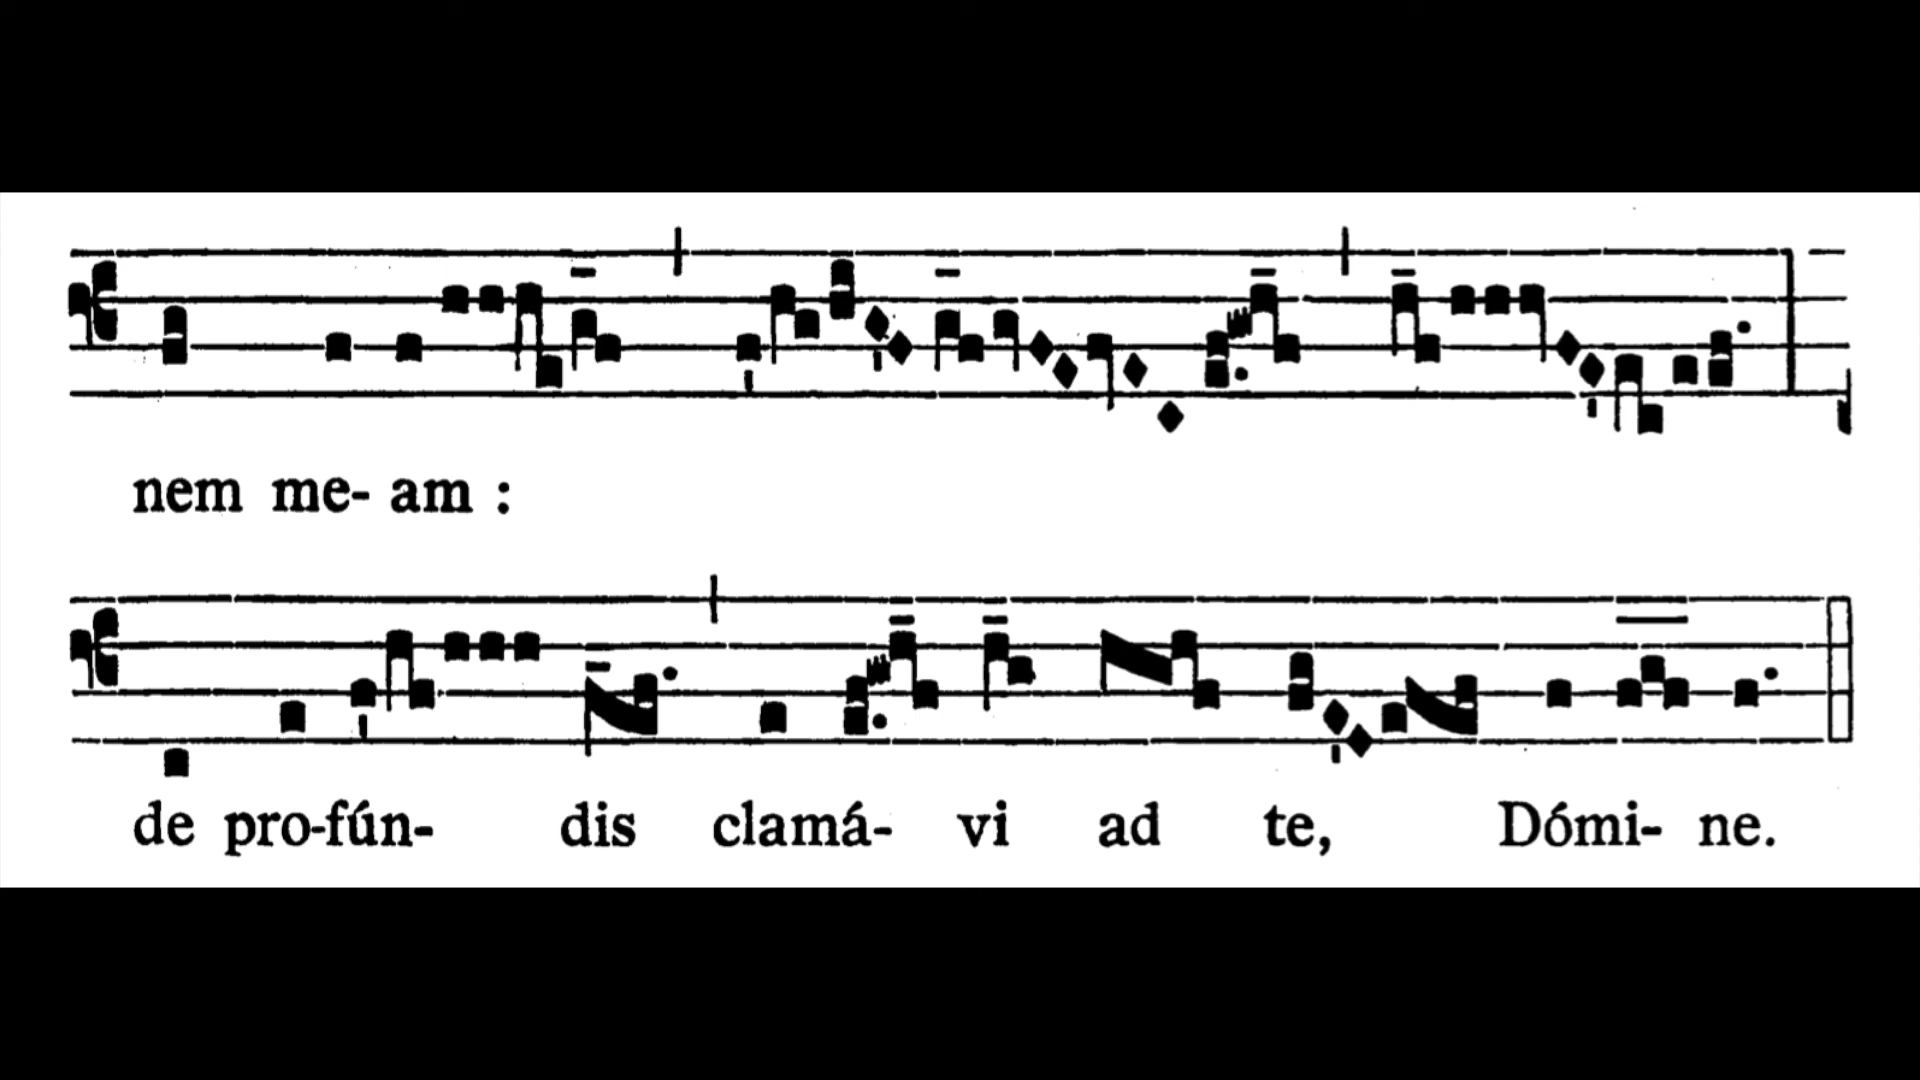 nem me- am :
de pro-fún- dis clamá- vi ad te, Dómi- ne.